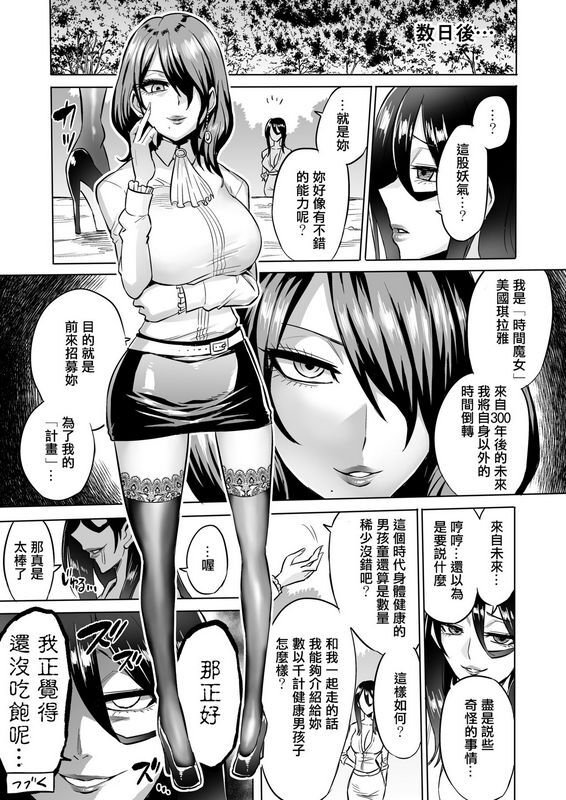 数日後…
…？
這股妖氣…？
…就是妳
妳好像有不錯
的能力呢？
我是「時間魔女」
美國琪拉雅
來自300年後的未來
我將自身以外的
時間倒轉
目的就是
前來招募妳
為了我的
「計畫」…
來自未來…
哼哼…還以為
是要說什麼
盡是說些
奇怪的事情…
這個時代身體健康的
男孩童還算是數量
稀少沒錯吧？
這樣如何？
和我一起走的話
我能夠介紹給妳
數以千計健康男孩子
怎麼樣？
…喔
那真是
太棒了
那正好
我正覺得
還沒吃飽呢…
つづく